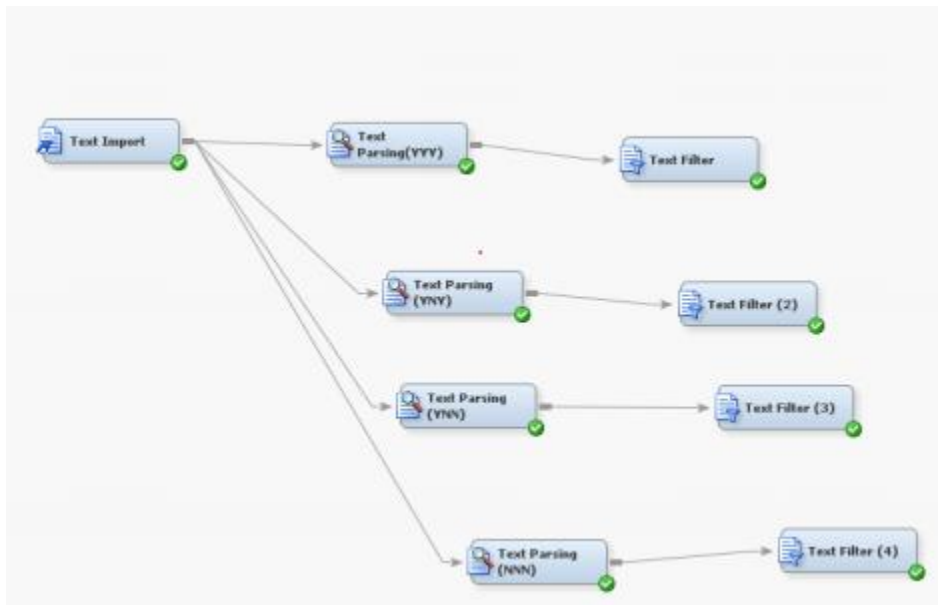 Text Import
Text
Parsing(YYY)
Text Filter
Text Parsing
(YNY)
Text Filter (2)
Text Parsing
(YNN)
Text Filter (3)
Text Parsing
(NNN)
Text Filter (4)